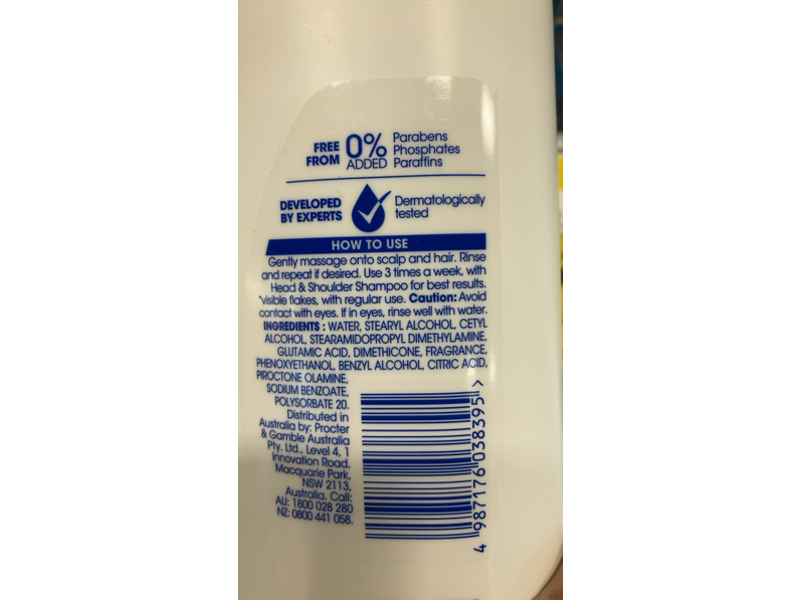 FREE FROM 0% ADDED Parabens Phosphates Paraffins
DEVELOPED BY EXPERTS Dermatologically tested
HOW TO USE
Gently massage onto scalp and hair. Rinse
and repeat if desired. Use 3 times a week, with
Head & Shoulder Shampoo for best results.
*visible flakes, with regular use. Caution: Avoid
contact with eyes. If in eyes, rinse well with water.
INGREDIENTS : WATER, STEARYL ALCOHOL, CETYL
ALCOHOL, STEARAMIDOPROPYL DIMETHYLAMINE,
GLUTAMIC ACID, DIMETHICONE, FRAGRANCE,
PHENOXYETHANOL, BENZYL ALCOHOL, CITRIC ACID,
PIROCTONE OLAMINE,
SODIUM BENZOATE,
POLYSORBATE 20.
Distributed in
Australia by: Procter
& Gamble Australia
Pty. Ltd., Level 4, 1
Innovation Road,
Macquarie Park,
NSW 2113,
Australia. Call:
AU: 1800 028 280
NZ: 0800 441 058.
4 987176 038395 >